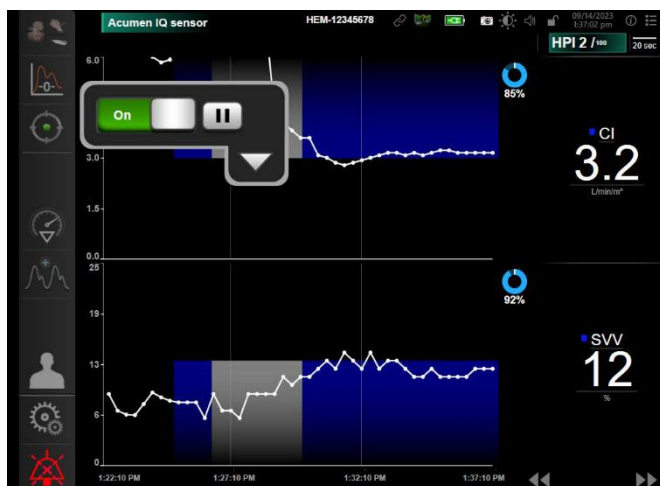 Acumen IQ sensor
HEM-12345678
09/14/2023
1:37:02 pm
HPI 2 /100
20 sec
6.0
On
3.0
1.5
0.0
85%
CI
3.2
L/min/m²
-0-
25
19
13
6
0
92%
SVV
12
%
1:22:10 PM
1:27:10 PM
1:32:10 PM
1:37:10 PM